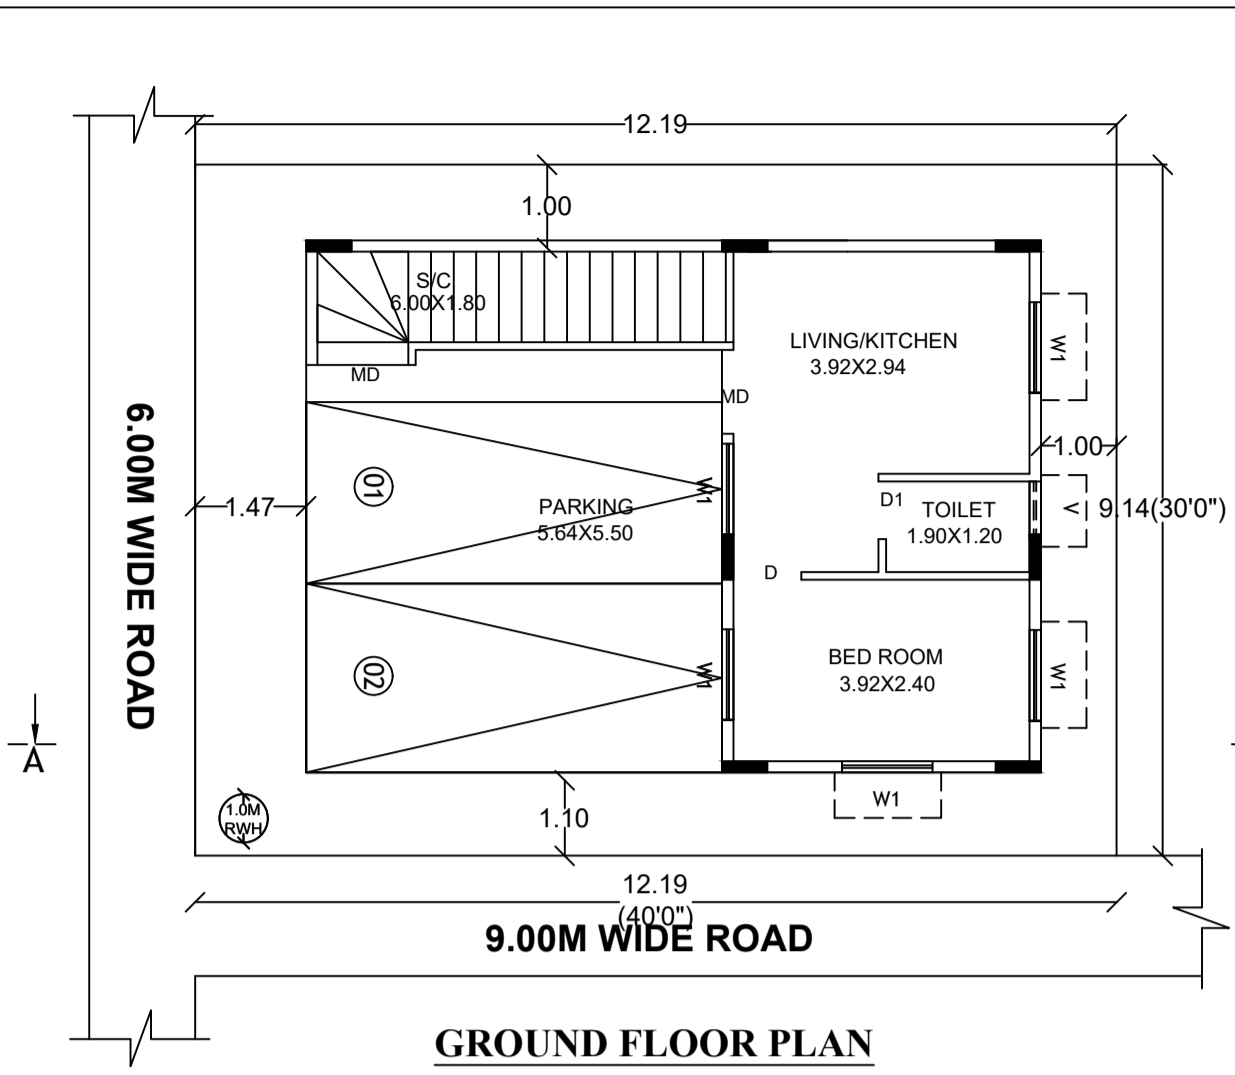 12.19
1.00
S/C
6.00X1.80
LIVING/KITCHEN
3.92X2.94
W1
MD
MD
6.00M WIDE ROAD
1.00
01
W1
1.47
PARKING
5.64X5.50
D1
TOILET
1.90X1.20
V
9.14(30'0")
D
02
W1
BED ROOM
3.92X2.40
W1
A
1.0M
RWH
1.10
W1
12.19
(40'0")
9.00M WIDE ROAD
GROUND FLOOR PLAN